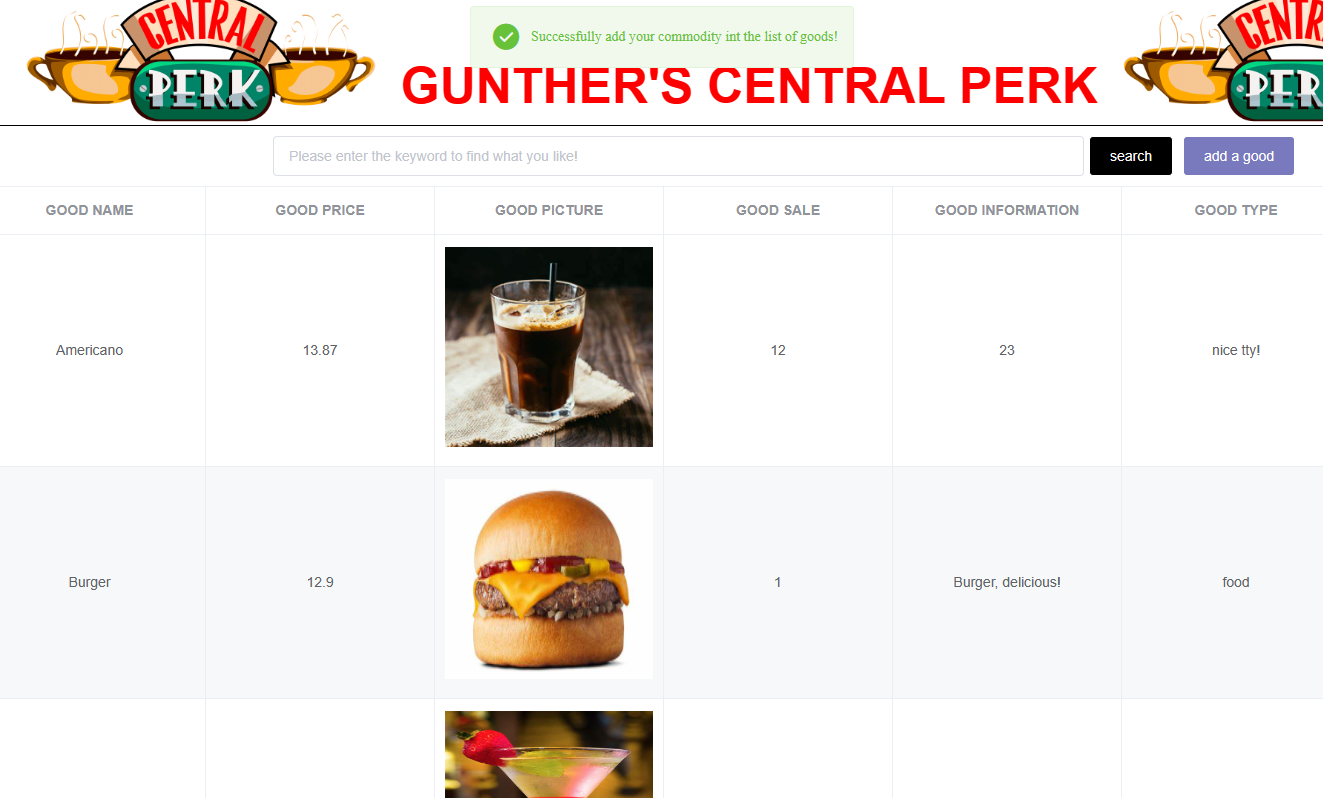 CENTRAL
PERK
Successfully add your commodity int the list of goods!
GUNTHER'S CENTRAL PERK
CENTR
PERK
Please enter the keyword to find what you like!
search
add a good
GOOD NAME
GOOD PRICE
GOOD PICTURE
GOOD SALE
GOOD INFORMATION
GOOD TYPE
Americano
13.87
12
23
nice tty!
Burger
12.9
1
Burger, delicious!
food